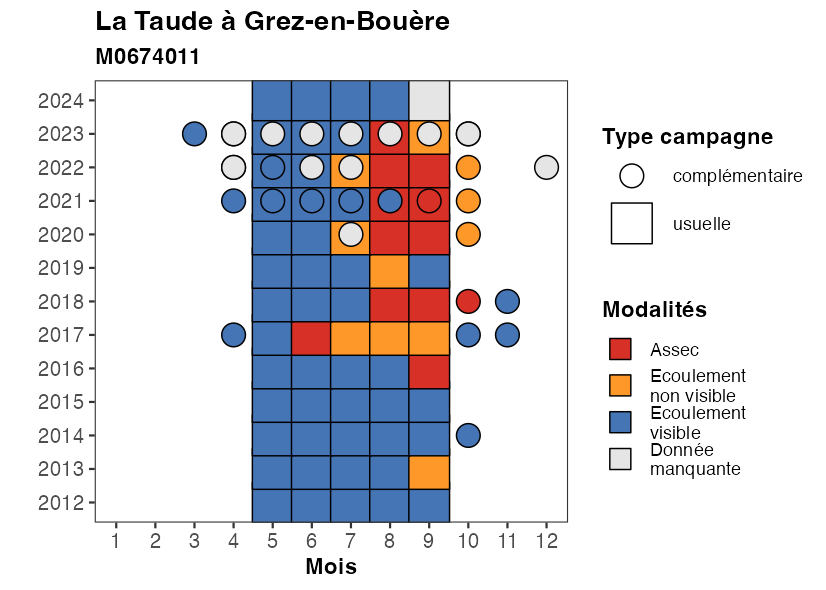 La Taude à Grez-en-Bouère
M0674011
2024
2023
2022
2021
2020
2019
2018
2017
2016
2015
2014
2013
2012
1 2 3 4 5 6 7 8 9 10 11 12
Mois
Type campagne
complémentaire
usuelle
Modalités
Assec
Ecoulement
non visible
Ecoulement
visible
Donnée
manquante